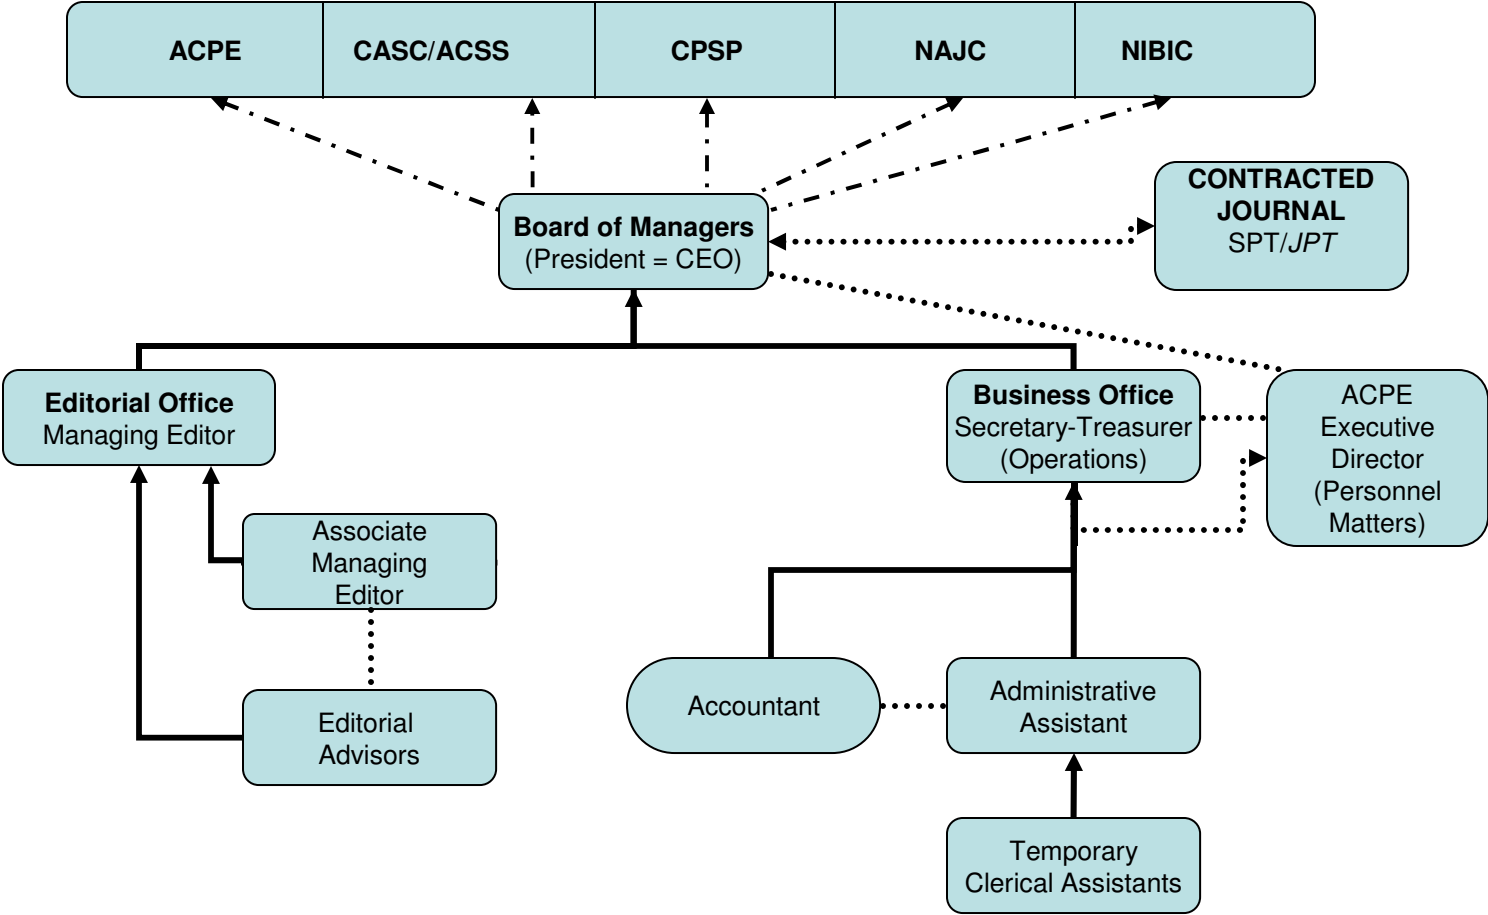 ACPE CASC/ACSS CPSP NAJC NIBIC
CONTRACTED
JOURNAL
SPT/JPT
Board of Managers
(President = CEO)
Editorial Office
Managing Editor
Business Office
Secretary-Treasurer
(Operations)
ACPE
Executive
Director
(Personnel
Matters)
Associate
Managing
Editor
Editorial
Advisors
Accountant
Administrative
Assistant
Temporary
Clerical Assistants